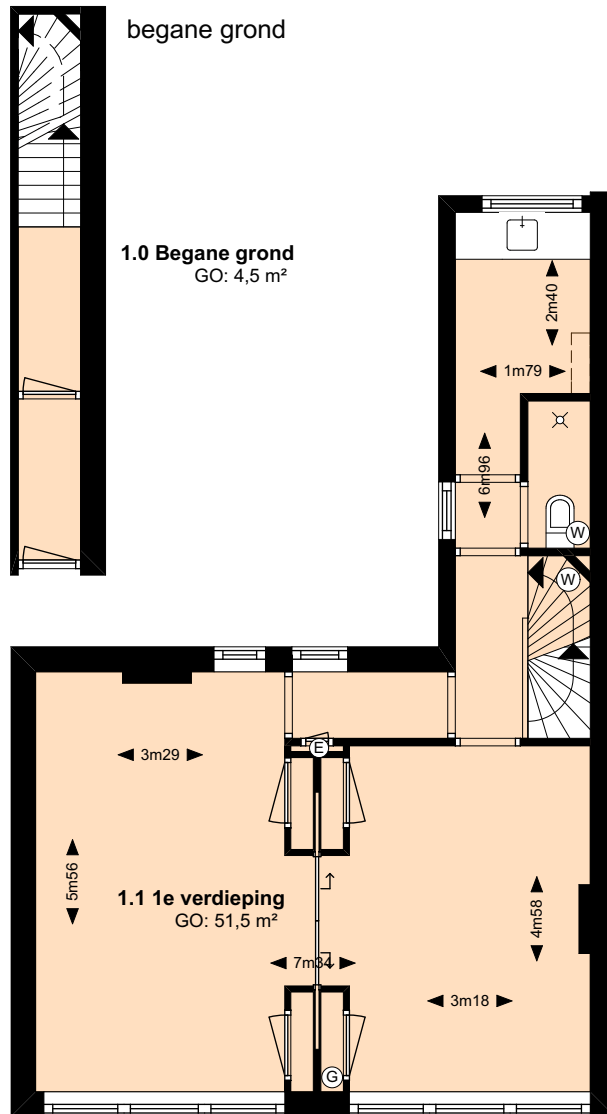 begane grond
1.0 Begane grond
GO: 4,5 m²
2m40
1m79
6m96
W
W
E
3m29
5m56
1.1 1e verdieping
GO: 51,5 m²
4m58
7m34
3m18
G